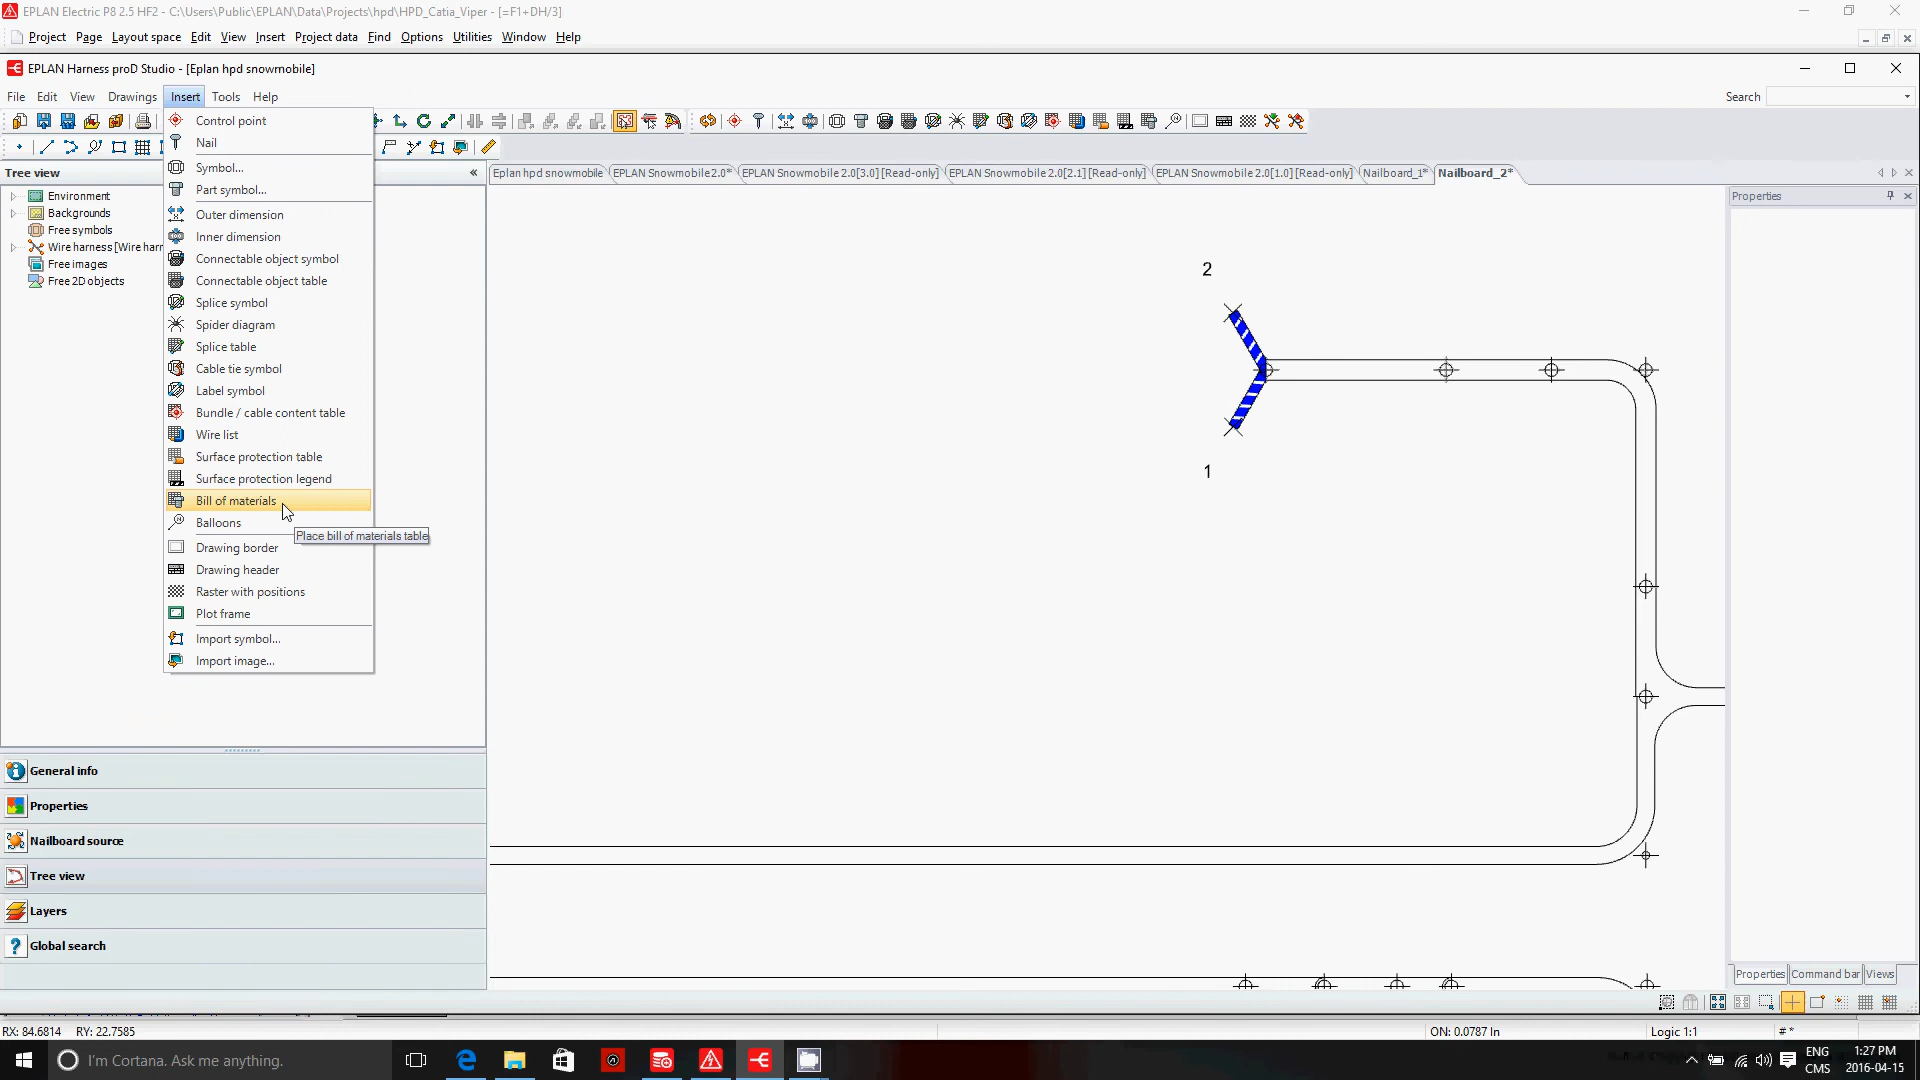 EPLAN Electric P8 2.5 HF2 - C:\Users\Public\EPLAN\Data\Projects\hpd\HPD_Catia_Viper - [=F1+DH/3]
Project Page Layout space Edit View Insert Project data Find Options Utilities Window Help
EPLAN Harness proD Studio - [Eplan hpd snowmobile]
File Edit View Drawings Insert Tools Help
Search
Control point
Nail
Symbol...
Part symbol...
Outer dimension
Inner dimension
Connectable object symbol
Connectable object table
Splice symbol
Spider diagram
Splice table
Cable tie symbol
Label symbol
Bundle / cable content table
Wire list
Surface protection table
Surface protection legend
Bill of materials
Balloons
Place bill of materials table
Drawing border
Drawing header
Raster with positions
Plot frame
Import symbol...
Import image...
Tree view «
Environment
Backgrounds
Free symbols
Wire harness [Wire harr
Free images
Free 2D objects
Eplan hpd snowmobile
EPLAN Snowmobile 2.0*
EPLAN Snowmobile 2.0[3.0] [Read-only]
EPLAN Snowmobile 2.0[2.1] [Read-only]
EPLAN Snowmobile 2.0[1.0] [Read-only]
Nailboard_1*
Nailboard_2*
Properties
2
1
General info
Properties
Nailboard source
Tree view
Layers
Global search
Properties Command bar Views
RX: 84.6814 RY: 22.7585
ON: 0.0787 In
Logic 1:1
# *
I'm Cortana. Ask me anything.
ENG
CMS
1:27 PM
2016-04-15